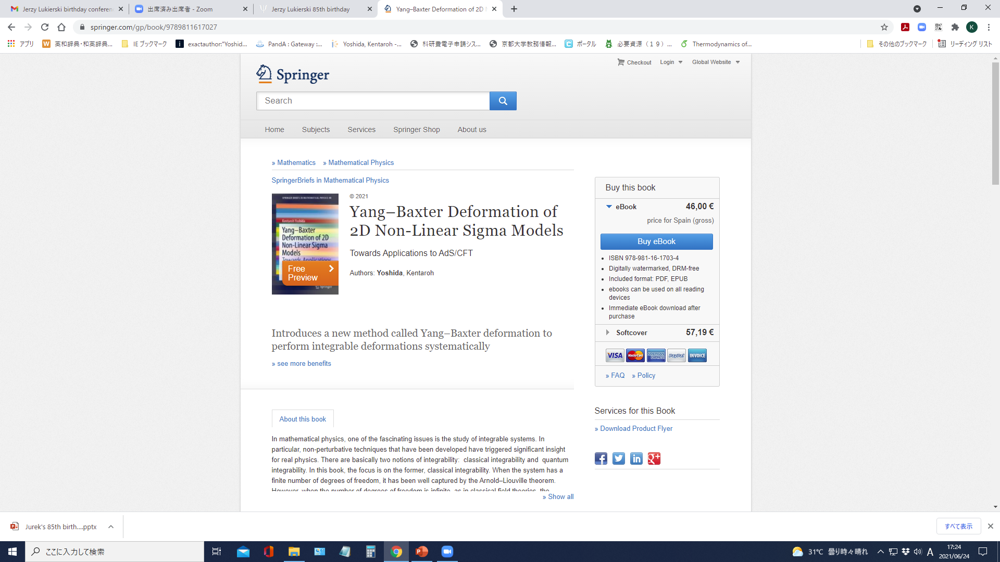 Jerzy Lukierski birthday conferen
出席済み出席者 - Zoom
Jerzy Lukierski 85th birthday
Yang–Baxter Deformation of 2D
springer.com/gp/book/9789811617027
K
アプリ
英和辞典・和英辞典...
IE ブックマーク
exactauthor:"Yoshid...
PandA : Gateway :...
Yoshida, Kentaroh -...
科研費電子申請シス...
京都大学教務情報...
ポータル
必要資源（１９）...
Thermodynamics of...
その他のブックマーク
リーディング リスト
Checkout
Login
Global Website
Springer
Search
Home
Subjects
Services
Springer Shop
About us
» Mathematics
» Mathematical Physics
SpringerBriefs in Mathematical Physics
SPRINGER BRIEFS IN MATHEMATICAL PHYSICS
Kentaroh Yoshida
Yang–Baxter
Deformation of 2D
Non-Linear Sigma
Models
Towards Applications
Free
Preview
Springer
© 2021
Yang–Baxter Deformation of
2D Non-Linear Sigma Models
Towards Applications to AdS/CFT
Authors: Yoshida, Kentaroh
Introduces a new method called Yang–Baxter deformation to
perform integrable deformations systematically
» see more benefits
About this book
In mathematical physics, one of the fascinating issues is the study of integrable systems. In
particular, non-perturbative techniques that have been developed have triggered significant insight
for real physics. There are basically two notions of integrability:  classical integrability and  quantum
integrability. In this book, the focus is on the former, classical integrability. When the system has a
finite number of degrees of freedom, it has been well captured by the Arnold–Liouville theorem.
However, when the number of degrees of freedom is infinite, as in classical field theories, the
» Show all
Buy this book
eBook 46,00 €
price for Spain (gross)
Buy eBook
• ISBN 978-981-16-1703-4
• Digitally watermarked, DRM-free
• Included format: PDF, EPUB
• ebooks can be used on all reading
devices
• Immediate eBook download after
purchase
Softcover 57,19 €
VISA
MasterCard
AMERICAN EXPRESS
PayPal
INVOICE
» FAQ
» Policy
Services for this Book
» Download Product Flyer
f
in
g+
Jurek's 85th birth....pptx
すべて表示
ここに入力して検索
31°C 曇り時々晴れ
A
17:24
2021/06/24